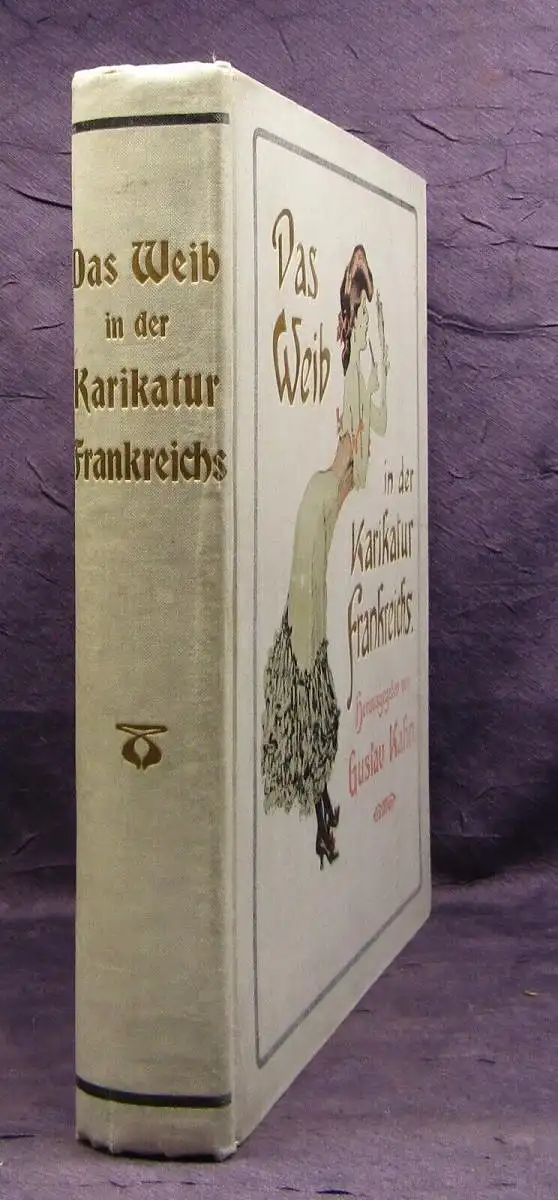 Das Weib
in der
Karikatur
Frankreichs
Das
Weib
in der
Karikatur
Frankreichs.
Herausgegeben von
Gustav Kahn